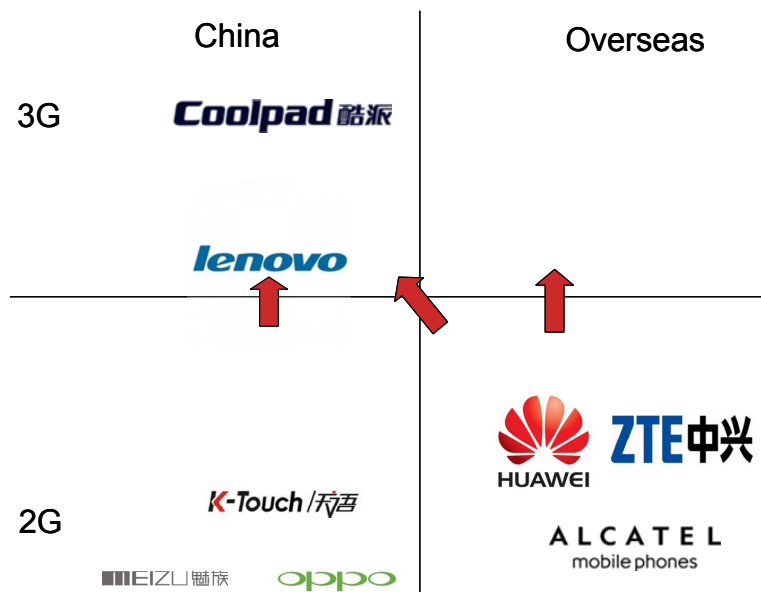 China
Overseas
3G
Coolpad 酷派
lenovo
HUAWEI
ZTE中兴
K-Touch/天语
2G
ALCATEL
mobile phones
MEIZU 魅族
oppo